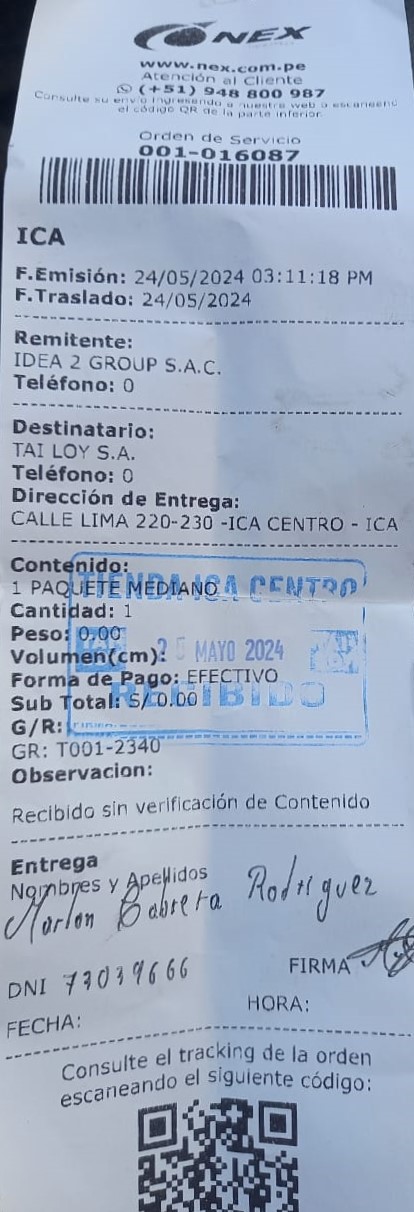 NEX
www.nex.com.pe
Atención al Cliente
(+51) 948 800 987
Consulte su envío ingresando a nuestra web o escaneando
el código QR de la parte inferior
Orden de Servicio
001-016087
ICA
F.Emisión: 24/05/2024 03:11:18 PM
F.Traslado: 24/05/2024
Remitente:
IDEA 2 GROUP S.A.C.
Teléfono: 0
Destinatario:
TAI LOY S.A.
Teléfono: 0
Dirección de Entrega:
CALLE LIMA 220-230 -ICA CENTRO - ICA
Contenido:
TIENDA ICA CENTRO
1 PAQUETE MEDIANO
Cantidad: 1
Peso: 0.00
Volumen(cm):
25 MAYO 2024
Forma de Pago: EFECTIVO
RECIBIDO
Sub Total: S/ 0.00
G/R:
GR: T001-2340
Observacion:
Recibido sin verificación de Contenido
Entrega
Nombres y Apellidos
Marlon Cabrera Rodriguez
DNI 73039666
FIRMA
HORA:
FECHA:
Consulte el tracking de la orden
escaneando el siguiente código: